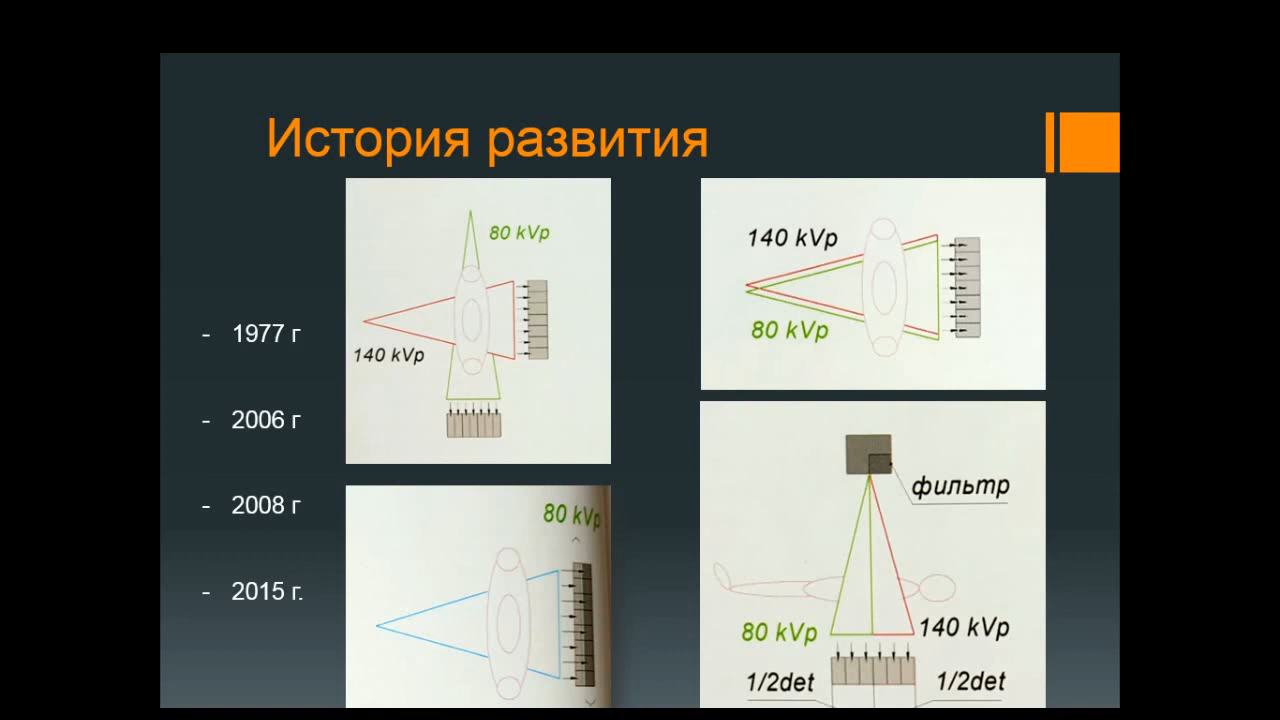 История развития
- 1977 г
- 2006 г
- 2008 г
- 2015 г.
80 kVp
140 kVp
140 kVp
80 kVp
80 kVp
фильтр
80 kVp
140 kVp
1/2det
1/2det